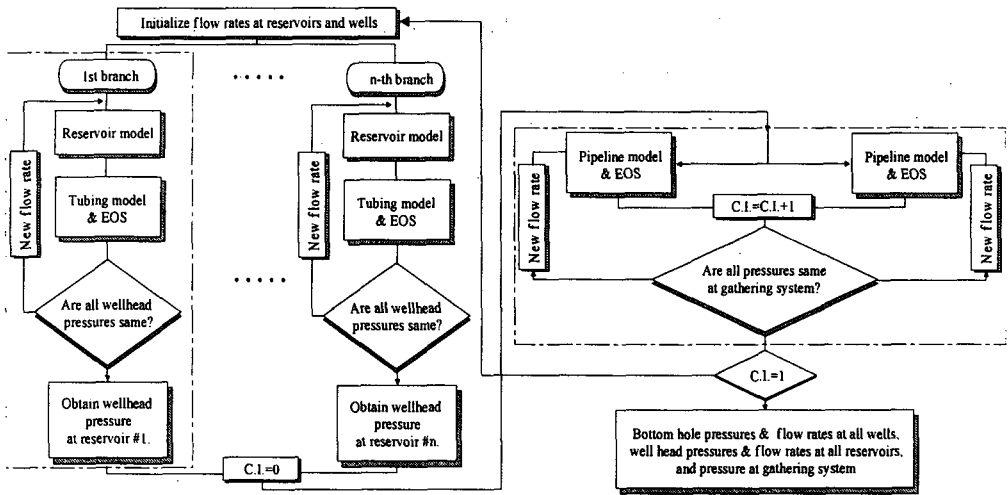 Initialize flow rates at reservoirs and wells
1st branch
Reservoir model
Tubing model
& EOS
New flow rate
Are all wellhead
pressures same?
Obtain wellhead
pressure
at reservoir #1.
n-th branch
Reservoir model
Tubing model
& EOS
New flow rate
Are all wellhead
pressures same?
Obtain wellhead
pressure
at reservoir #n.
C.I.=0
Pipeline model
& EOS
Pipeline model
& EOS
New flow rate
C.I.=C.I.+1
New flow rate
Are all pressures same
at gathering system?
C.I.=1
Bottom hole pressures & flow rates at all wells,
well head pressures & flow rates at all reservoirs,
and pressure at gathering system